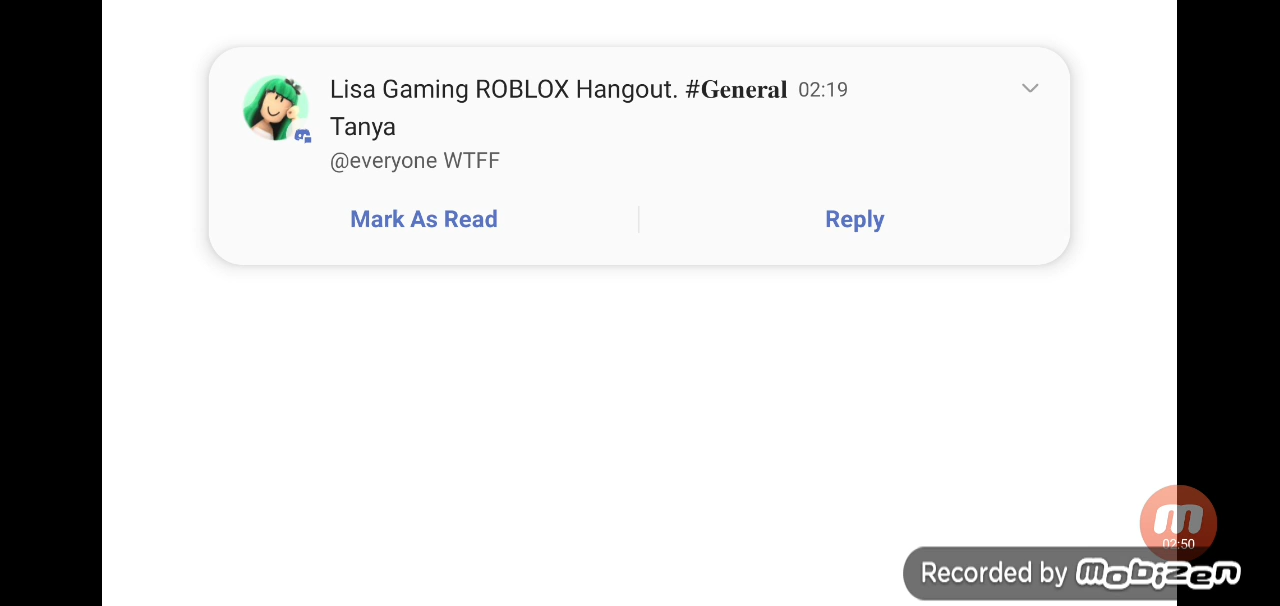 Lisa Gaming ROBLOX Hangout. #𝐆𝐞𝐧𝐞𝐫𝐚𝐥 02:19
Tanya
@everyone WTFF
Mark As Read
Reply
02:50
Recorded by mobizen